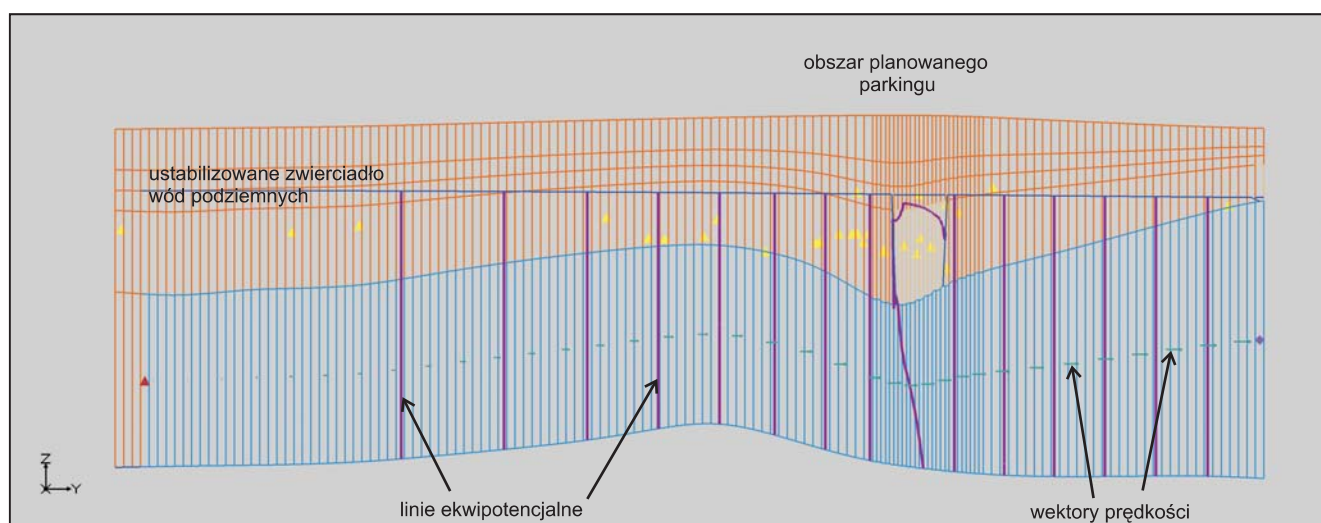 obszar planowanego
parkingu
ustabilizowane zwierciadło
wód podziemnych
Z
X
Y
linie ekwipotencjalne
wektory prędkości